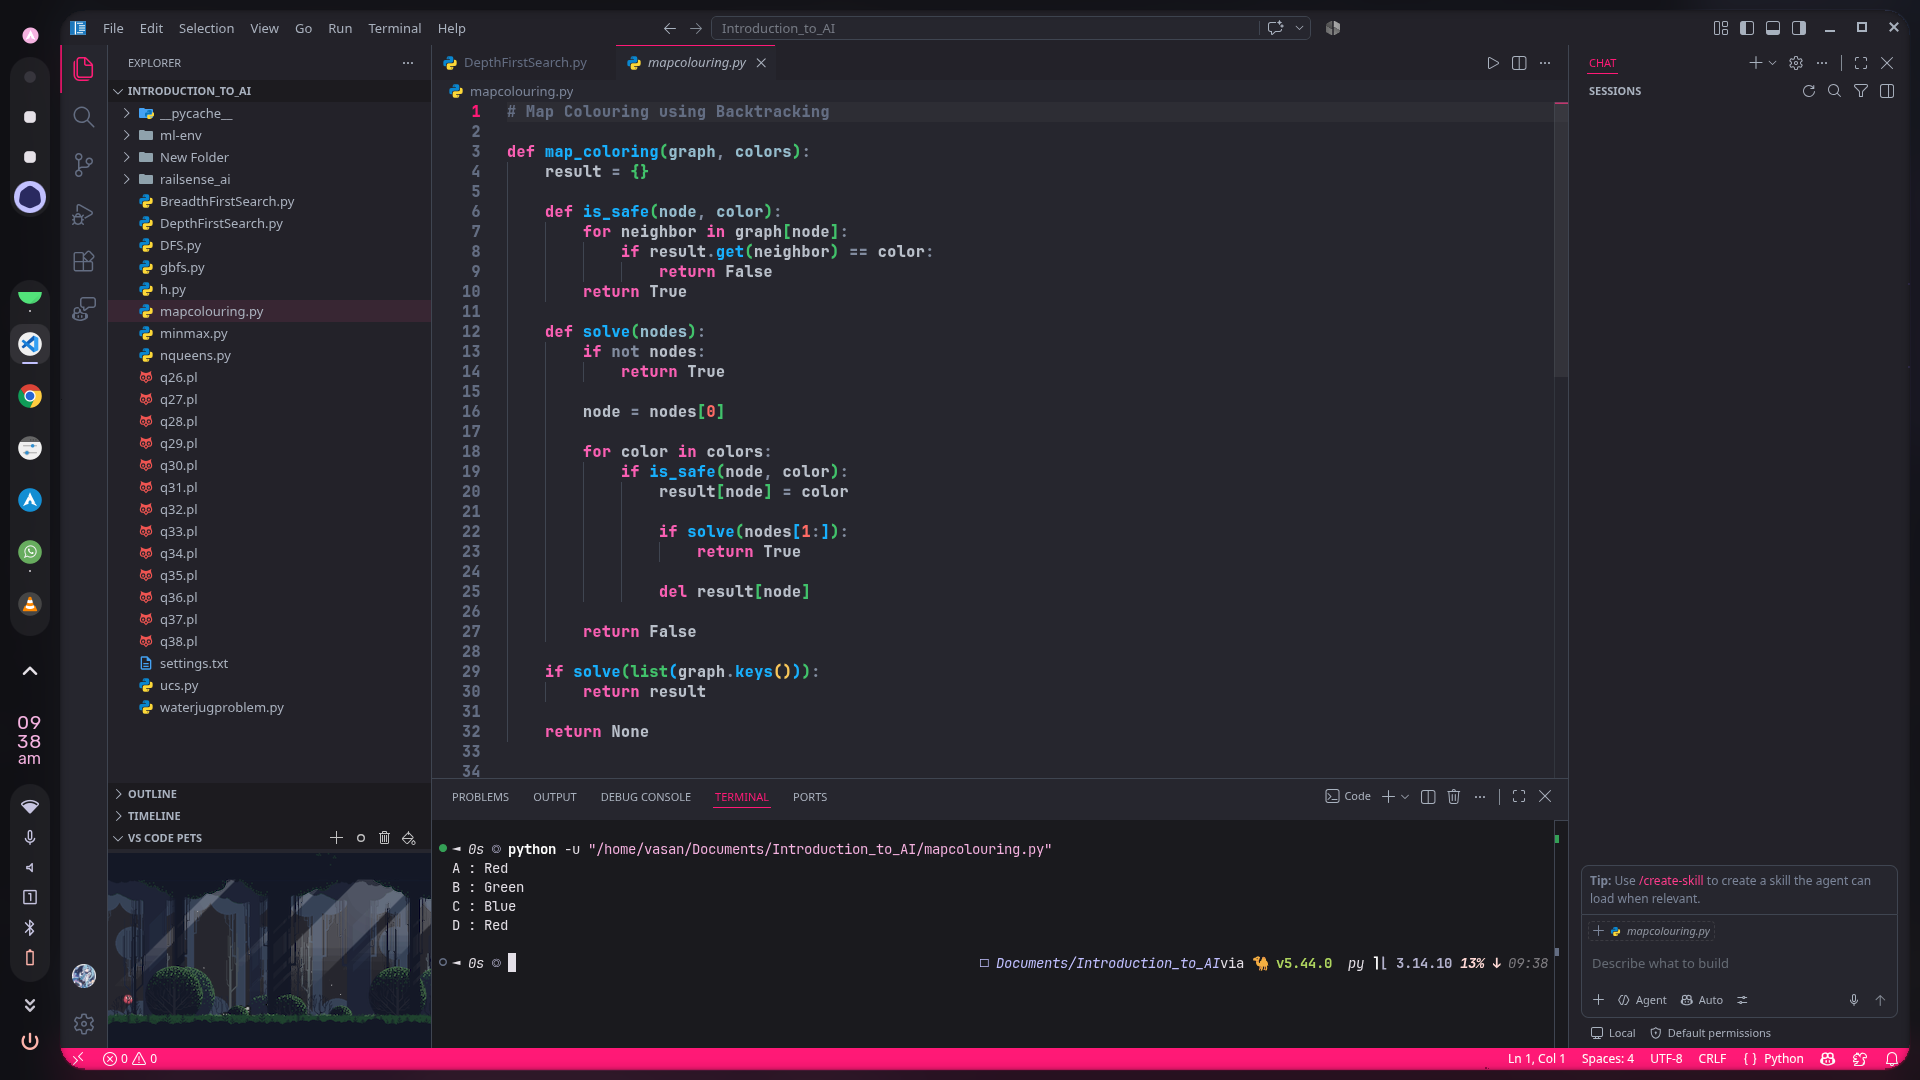 File Edit Selection View Go Run Terminal Help
Introduction_to_AI
EXPLORER
INTRODUCTION_TO_AI
__pycache__
ml-env
New Folder
railsense_ai
BreadthFirstSearch.py
DepthFirstSearch.py
DFS.py
gbfs.py
h.py
mapcolouring.py
minmax.py
nqueens.py
q26.pl
q27.pl
q28.pl
q29.pl
q30.pl
q31.pl
q32.pl
q33.pl
q34.pl
q35.pl
q36.pl
q37.pl
q38.pl
settings.txt
ucs.py
waterjugproblem.py
OUTLINE
TIMELINE
VS CODE PETS
09
38
am
1
DepthFirstSearch.py mapcolouring.py
mapcolouring.py
1 # Map Colouring using Backtracking
2
3 def map_coloring(graph, colors):
4 result = {}
5
6 def is_safe(node, color):
7 for neighbor in graph[node]:
8 if result.get(neighbor) == color:
9 return False
10 return True
11
12 def solve(nodes):
13 if not nodes:
14 return True
15
16 node = nodes[0]
17
18 for color in colors:
19 if is_safe(node, color):
20 result[node] = color
21
22 if solve(nodes[1:]):
23 return True
24
25 del result[node]
26
27 return False
28
29 if solve(list(graph.keys())):
30 return result
31
32 return None
33
34
PROBLEMS OUTPUT DEBUG CONSOLE TERMINAL PORTS
Code
0s python -u "/home/vasan/Documents/Introduction_to_AI/mapcolouring.py"
A : Red
B : Green
C : Blue
D : Red
0s Documents/Introduction_to_AI via v5.44.0 py 3.14.10 13% ↓ 09:38
CHAT
SESSIONS
Tip: Use /create-skill to create a skill the agent can
load when relevant.
mapcolouring.py
Describe what to build
Agent Auto
Local Default permissions
0 0
Ln 1, Col 1 Spaces: 4 UTF-8 CRLF { } Python